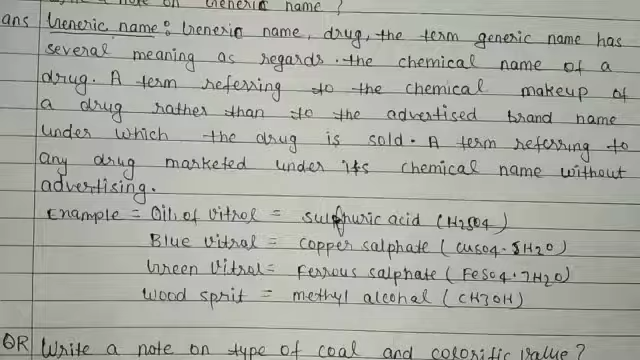 a note on Generic name?
ans Generic name: Generic name, drug, the term generic name has
several meaning as regards. the chemical name of a
drug. A term referring to the chemical makeup of
a drug rather than to the advertised brand name
under which the drug is sold. A term referring to
any drug marketed under its chemical name without
advertising.
Example = Oil, of vitrol = sulphuric acid (H2SO4)
Blue vitral = copper salphate (CuSO4.5H2O)
Green Vitral = Ferrous salphate (FeSO4.7H2O)
Wood sprit = methyl alcohal (CH3OH)
QR Write a note on type of coal and colorific value?